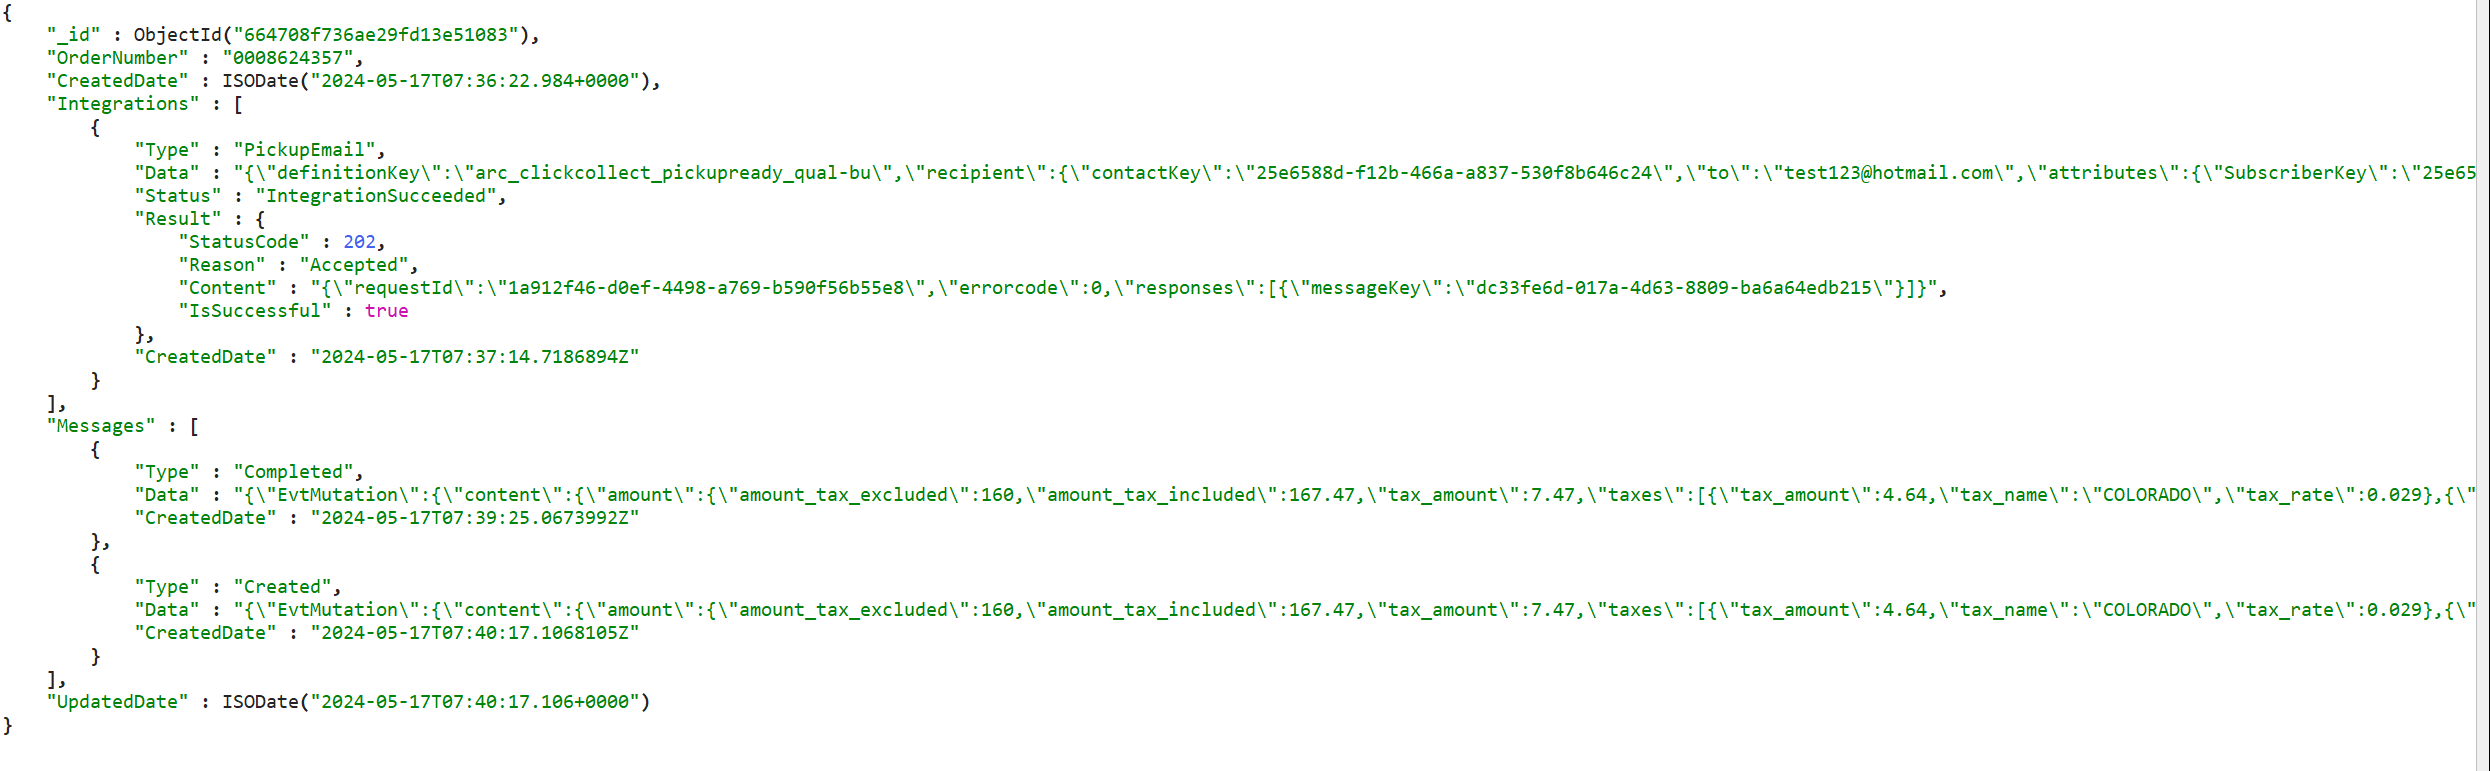 {
"_id" : ObjectId("664708f736ae29fd13e51083"),
"OrderNumber" : "0008624357",
"CreatedDate" : ISODate("2024-05-17T07:36:22.984+0000"),
"Integrations" : [
{
"Type" : "PickupEmail",
"Data" : "{\"definitionKey\":\"arc_clickcollect_pickupready_qual-bu\",\"recipient\":{\"contactKey\":\"25e6588d-f12b-466a-a837-530f8b646c24\",\"to\":\"test123@hotmail.com\",\"attributes\":{\"SubscriberKey\":\"25e65
"Status" : "IntegrationSucceeded",
"Result" : {
"StatusCode" : 202,
"Reason" : "Accepted",
"Content" : "{\"requestId\":\"1a912f46-d0ef-4498-a769-b590f56b55e8\",\"errorcode\":0,\"responses\":[{\"messageKey\":\"dc33fe6d-017a-4d63-8809-ba6a64edb215\"}]}",
"IsSuccessful" : true
},
"CreatedDate" : "2024-05-17T07:37:14.7186894Z"
}
],
"Messages" : [
{
"Type" : "Completed",
"Data" : "{\"EvtMutation\":{\"content\":{\"amount\":{\"amount_tax_excluded\":160,\"amount_tax_included\":167.47,\"tax_amount\":7.47,\"taxes\":[{\"tax_amount\":4.64,\"tax_name\":\"COLORADO\",\"tax_rate\":0.029},{\"
"CreatedDate" : "2024-05-17T07:39:25.0673992Z"
},
{
"Type" : "Created",
"Data" : "{\"EvtMutation\":{\"content\":{\"amount\":{\"amount_tax_excluded\":160,\"amount_tax_included\":167.47,\"tax_amount\":7.47,\"taxes\":[{\"tax_amount\":4.64,\"tax_name\":\"COLORADO\",\"tax_rate\":0.029},{\"
"CreatedDate" : "2024-05-17T07:40:17.1068105Z"
}
],
"UpdatedDate" : ISODate("2024-05-17T07:40:17.106+0000")
}